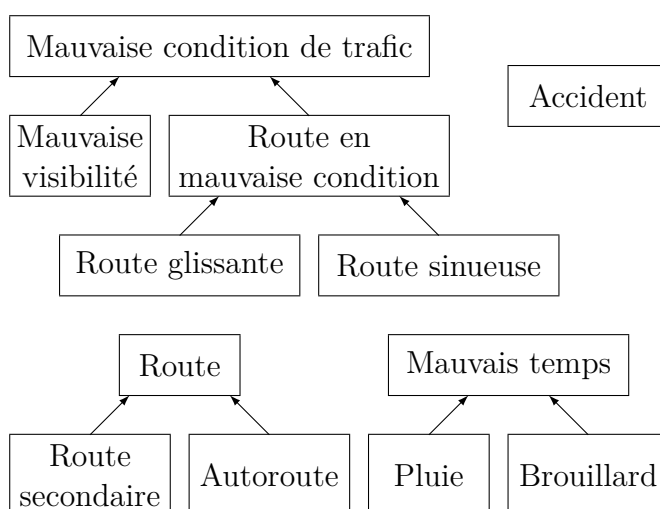 Mauvaise condition de trafic
Accident
Mauvaise
visibilité
Route en
mauvaise condition
Route glissante
Route sinueuse
Route
Mauvais temps
Route
secondaire
Autoroute
Pluie
Brouillard